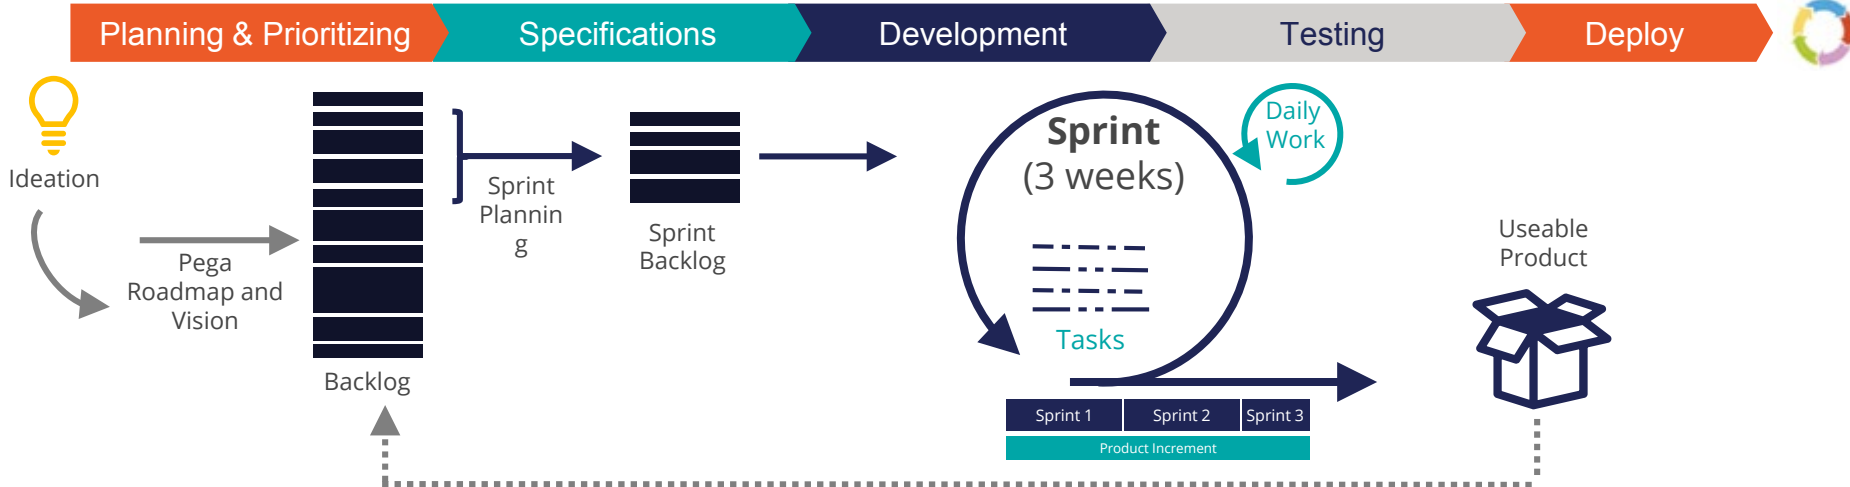 Planning & Prioritizing
Specifications
Development
Testing
Deploy
Ideation
Pega
Roadmap and
Vision
Backlog
Sprint
Plannin
g
Sprint
Backlog
Sprint
(3 weeks)
Tasks
Daily
Work
Sprint 1
Sprint 2
Sprint 3
Product Increment
Useable
Product